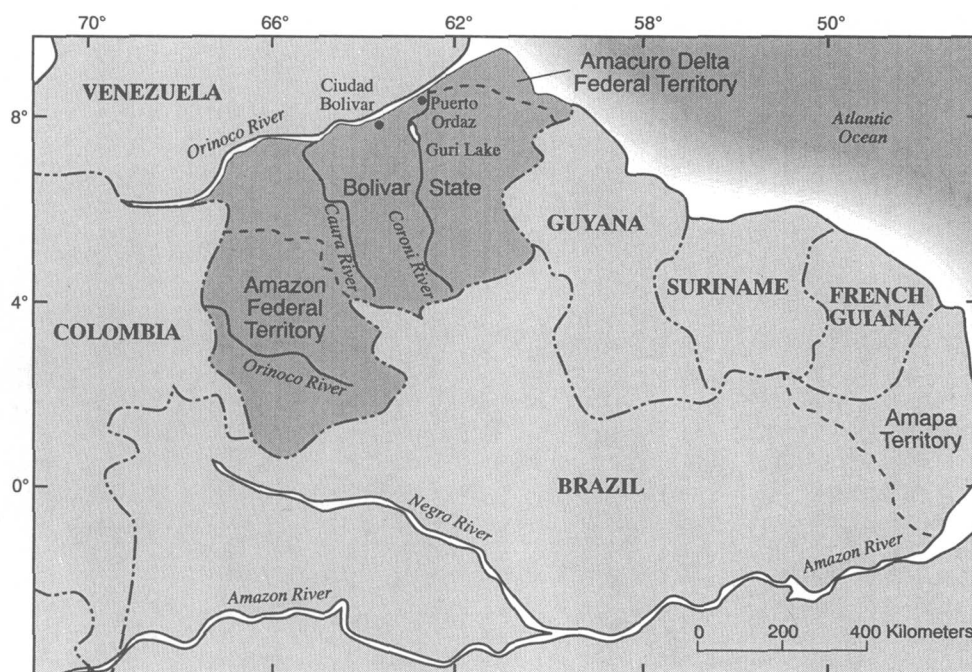 70°
66°
62°
58°
50°
VENEZUELA
Ciudad
Bolivar
Amacuro Delta
Federal Territory
8°
Orinoco River
Puerto
Ordaz
Atlantic
Ocean
Guri Lake
Bolivar State
GUYANA
Caura River
Coroni River
SURINAME
FRENCH
GUIANA
4°
Amazon
Federal
Territory
COLOMBIA
Orinoco River
Amapa
Territory
0°
BRAZIL
Negro River
Amazon River
Amazon River
0 200 400 Kilometers